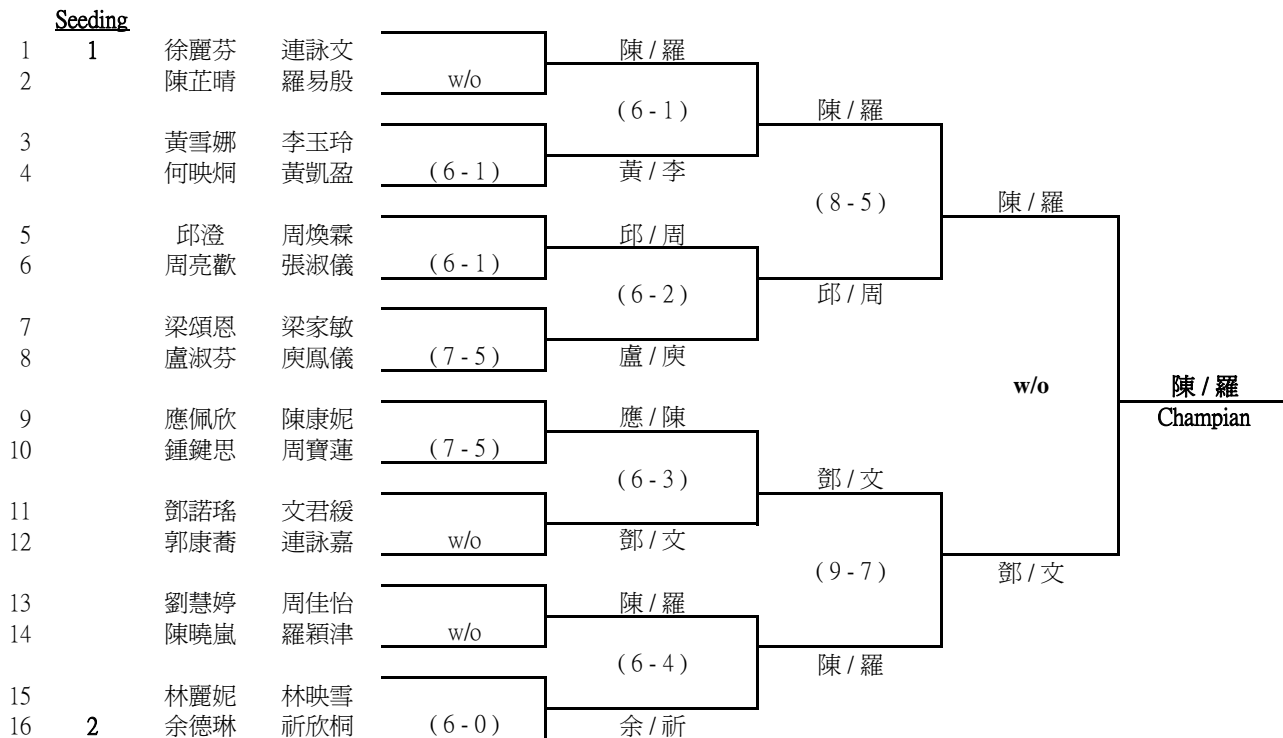 Seeding
1 1 徐麗芬 連詠文 陳 / 羅
2 陳芷晴 羅易殷 w/o
(6-1) 陳 / 羅
3 黃雪娜 李玉玲
4 何映烔 黃凱盈 (6-1) 黃 / 李
(8-5) 陳 / 羅
5 邱澄 周煥霖 邱 / 周
6 周亮歡 張淑儀 (6-1)
(6-2) 邱 / 周
7 梁頌恩 梁家敏
8 盧淑芬 庾鳳儀 (7-5) 盧 / 庾
w/o 陳 / 羅
9 應佩欣 陳康妮 應 / 陳 Champian
10 鍾鍵思 周寶蓮 (7-5)
(6-3) 鄧 / 文
11 鄧諾瑤 文君緩
12 郭康蕎 連詠嘉 w/o 鄧 / 文
(9-7) 鄧 / 文
13 劉慧婷 周佳怡 陳 / 羅
14 陳曉嵐 羅穎津 w/o
(6-4) 陳 / 羅
15 林麗妮 林映雪
16 2 余德琳 祈欣桐 (6-0) 余 / 祈